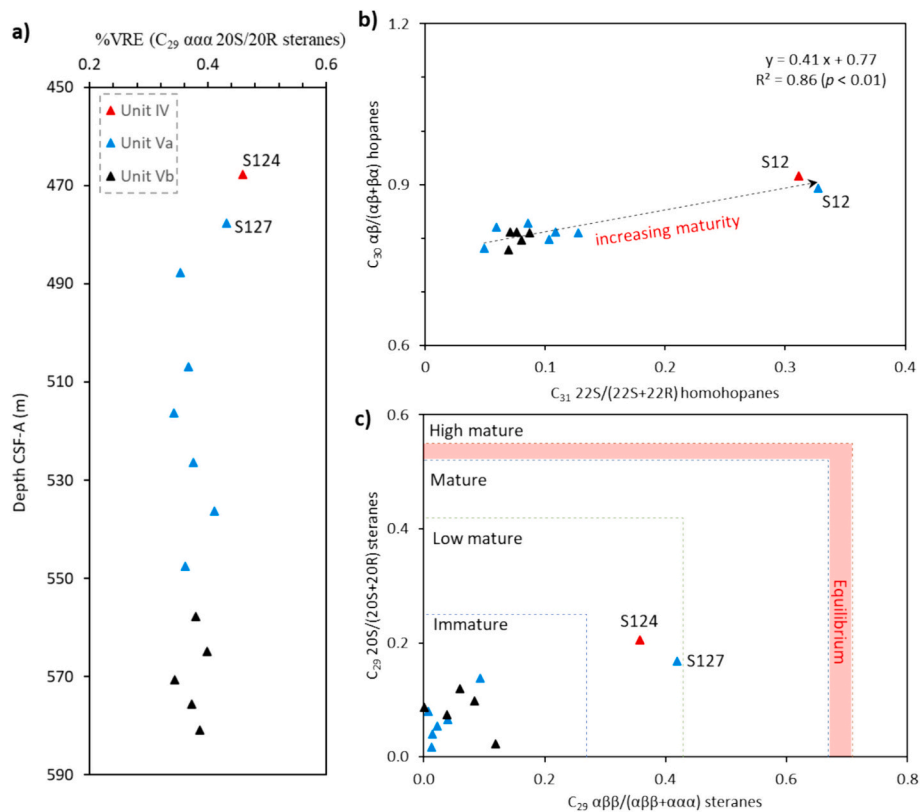 a)
%VRE (C₂₉ ααα 20S/20R steranes)
0.2
0.4
0.6
450
470
490
510
530
550
570
590
Depth CSF-A (m)
Unit IV
Unit Va
Unit Vb
S124
S127
b)
1.2
0.9
0.6
C₃₀ αβ/(αβ+βα) hopanes
y = 0.41 x + 0.77
R² = 0.86 (p < 0.01)
S12
S12
increasing maturity
0
0.1
0.2
0.3
0.4
C₃₁ 22S/(22S+22R) homohopanes
c)
0.6
0.4
0.2
0.0
C₂₉ 20S/(20S+20R) steranes
High mature
Mature
Low mature
Immature
S124
S127
Equilibrium
0.0
0.2
0.4
0.6
0.8
C₂₉ αββ/(αββ+ααα) steranes